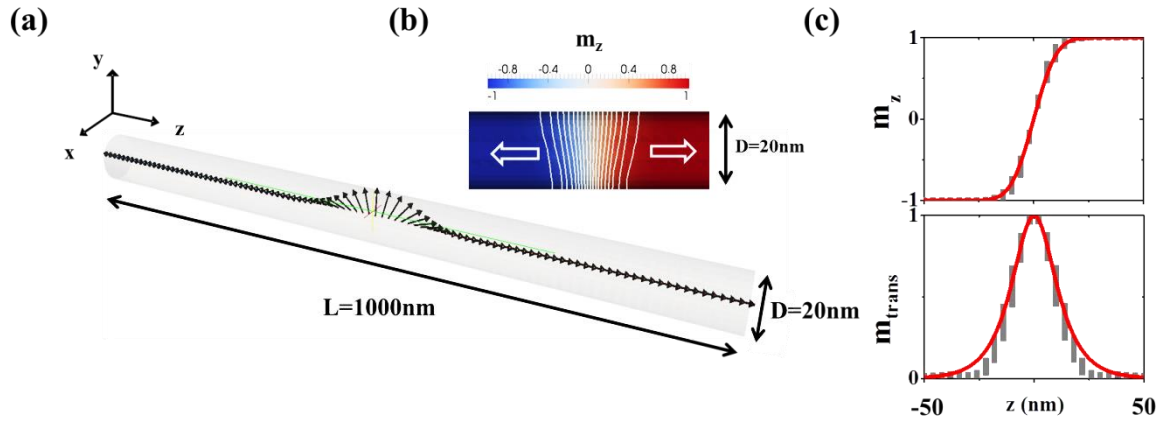 (a)
y
x
z
L=1000nm
D=20nm
(b)
m_z
-0.8 -0.4 0 0.4 0.8
-1 1
D=20nm
(c)
1
m_z
0
-1
1
m_trans
0
-50 z (nm) 50